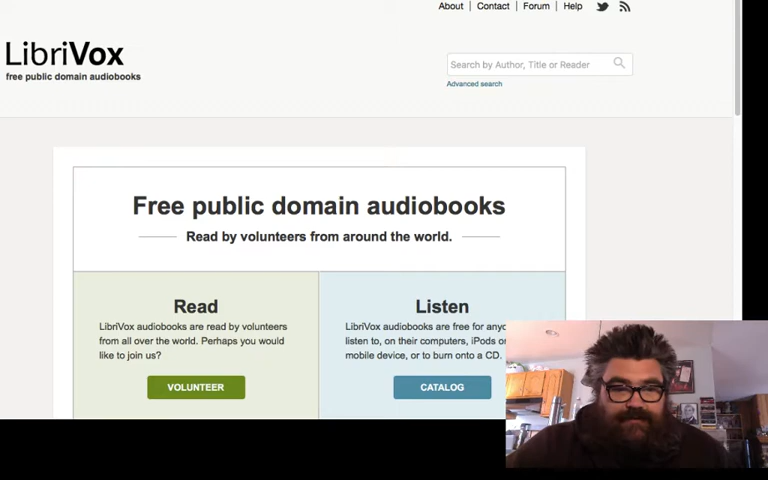 About | Contact | Forum | Help
LibriVox
free public domain audiobooks
Search by Author, Title or Reader
Advanced search
Free public domain audiobooks
Read by volunteers from around the world.
Read
LibriVox audiobooks are read by volunteers
from all over the world. Perhaps you would
like to join us?
VOLUNTEER
Listen
LibriVox audiobooks are free for
listen to, on their computers, iPods
mobile device, or to burn onto a CD.
CATALOG